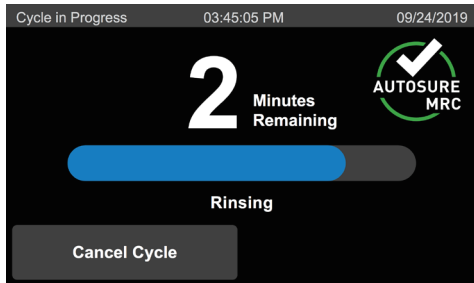 Cycle in Progress 03:45:05 PM 09/24/2019
2 Minutes
Remaining
AUTOSURE
MRC
Rinsing
Cancel Cycle